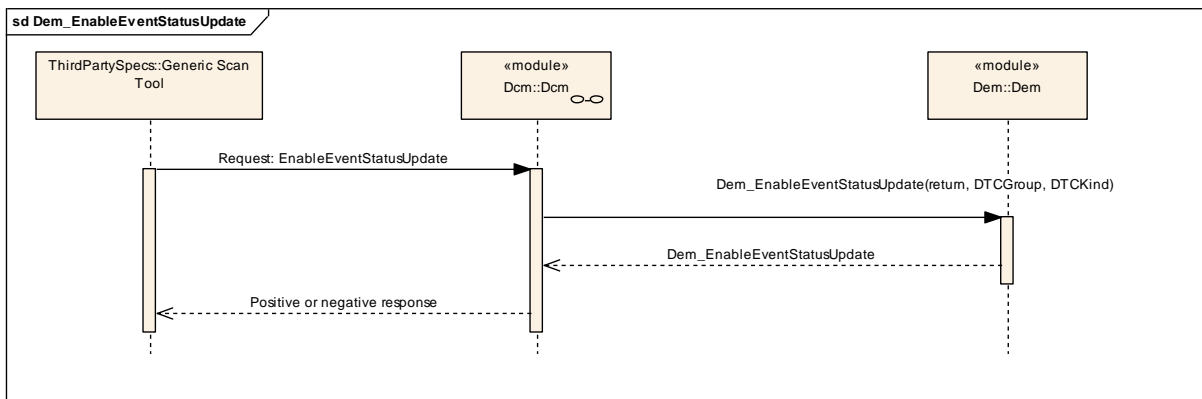 sd Dem_EnableEventStatusUpdate
ThirdPartySpecs::Generic Scan
Tool
«module»
Dcm::Dcm
«module»
Dem::Dem
Request: EnableEventStatusUpdate
Dem_EnableEventStatusUpdate(return, DTCGroup, DTCKind)
Dem_EnableEventStatusUpdate
Positive or negative response